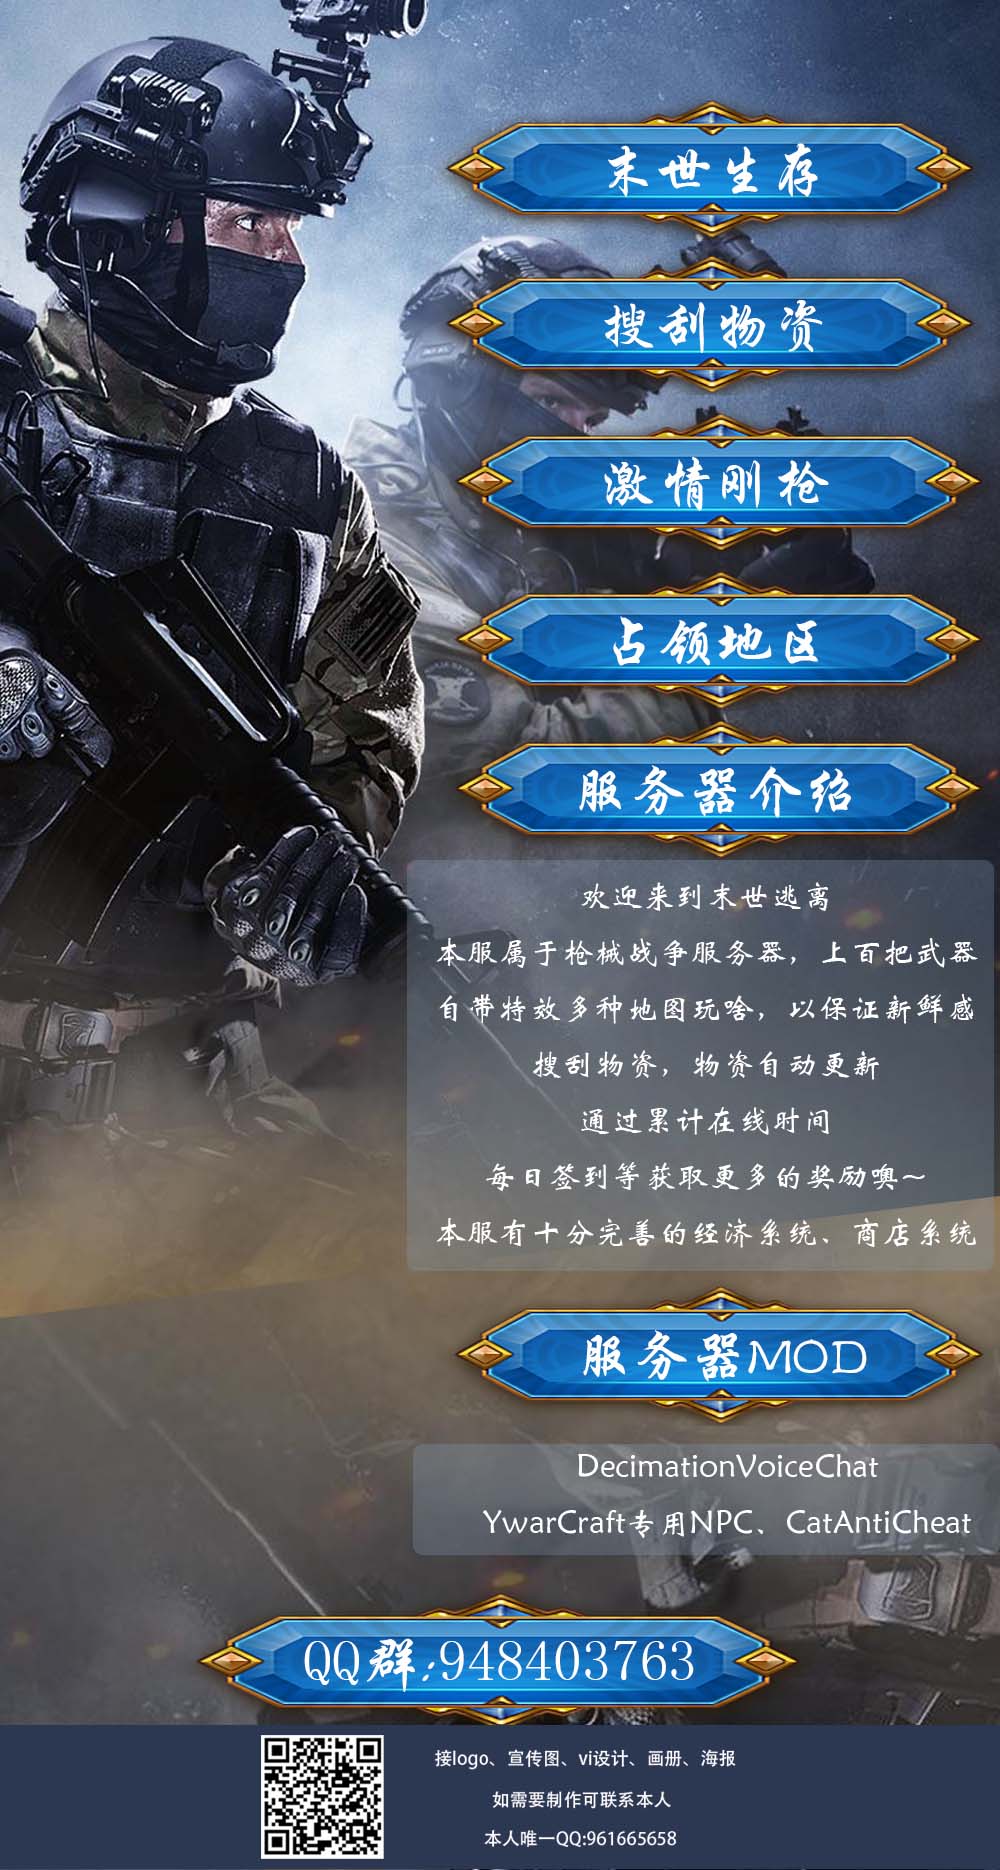 末世生存
搜刮物资
激情刚枪
占领地区
服务器介绍
欢迎来到末世逃离
本服属于枪械战争服务器，上百把武器
自带特效多种地图玩啥，以保证新鲜感
搜刮物资，物资自动更新
通过累计在线时间
每日签到等获取更多的奖励噢～
本服有十分完善的经济系统、商店系统
服务器MOD
DecimationVoiceChat
YwarCraft专用NPC、CatAntiCheat
QQ群:948403763
接logo、宣传图、vi设计、画册、海报
如需要制作可联系本人
本人唯一QQ:961665658